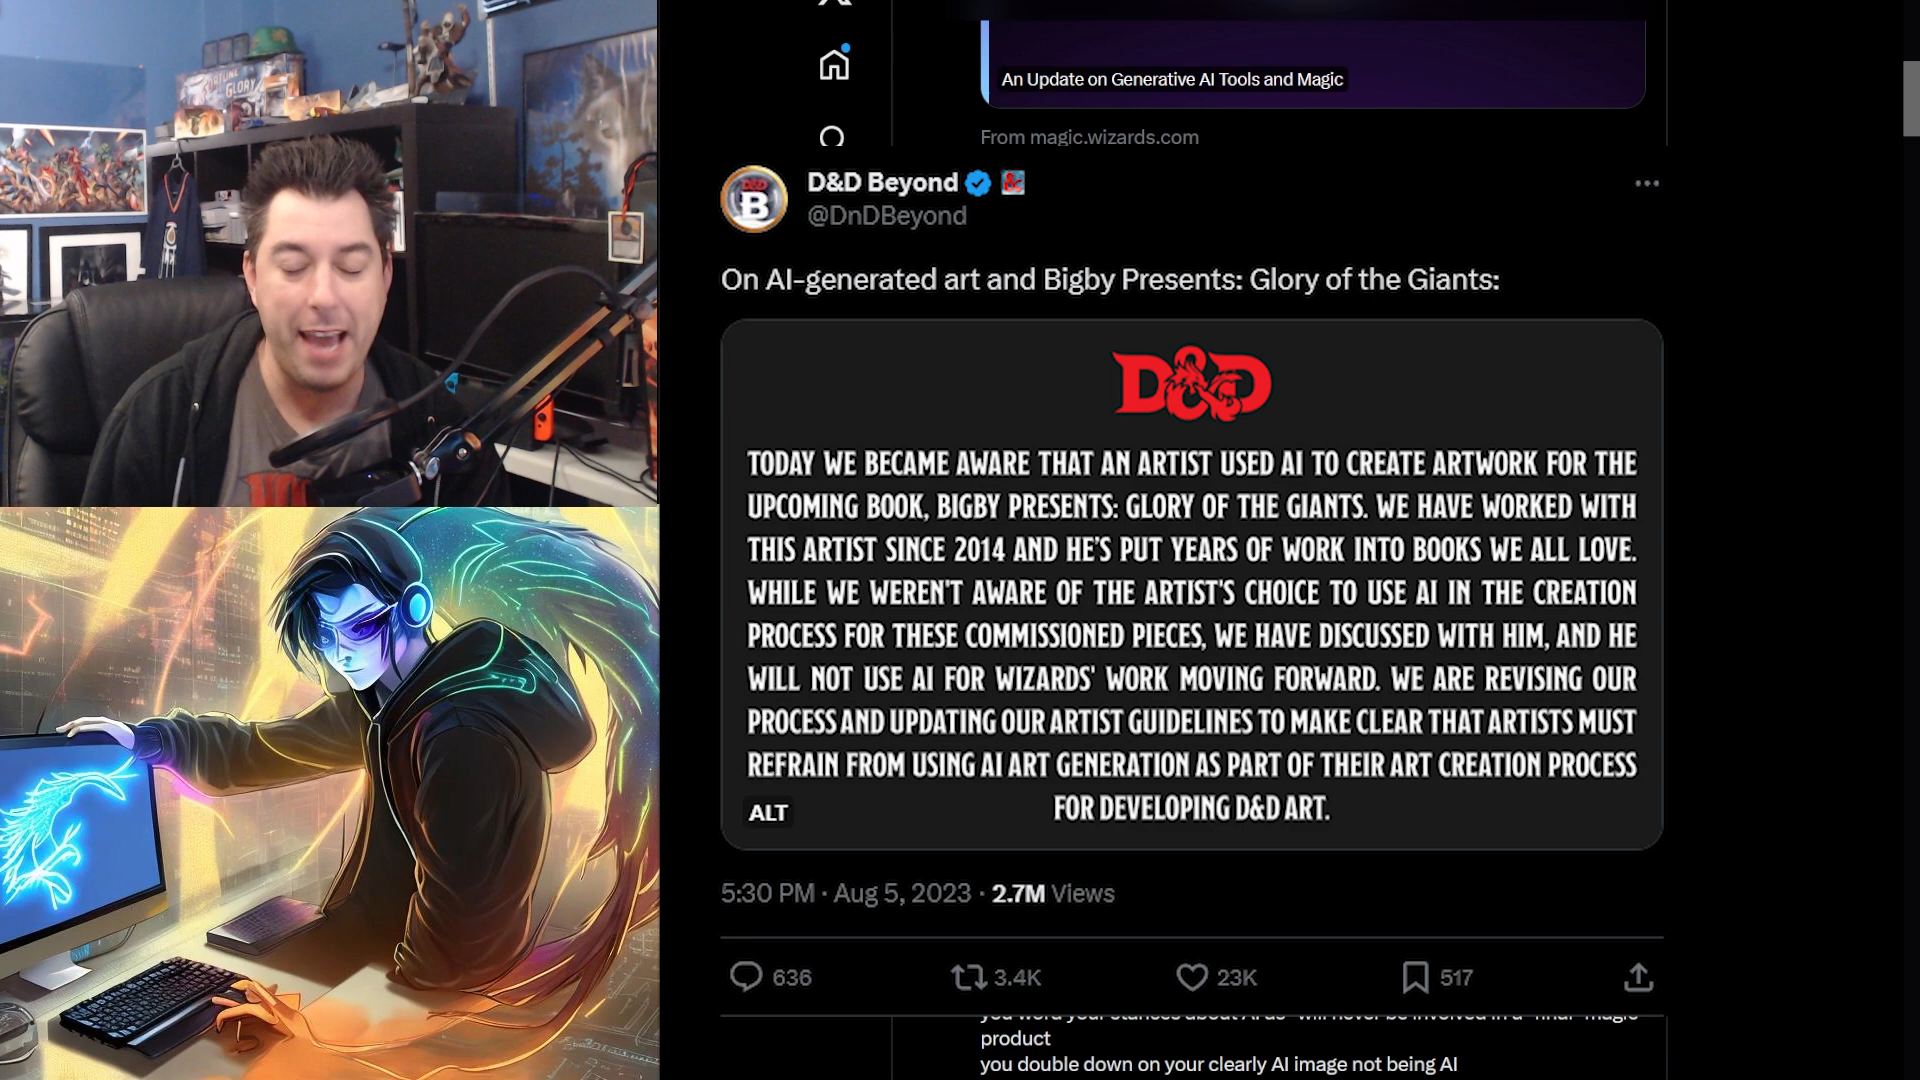 GLORY
An Update on Generative AI Tools and Magic
From magic.wizards.com
D&D Beyond
@DnDBeyond
On AI-generated art and Bigby Presents: Glory of the Giants:
D&D
TODAY WE BECAME AWARE THAT AN ARTIST USED AI TO CREATE ARTWORK FOR THE
UPCOMING BOOK, BIGBY PRESENTS: GLORY OF THE GIANTS. WE HAVE WORKED WITH
THIS ARTIST SINCE 2014 AND HE'S PUT YEARS OF WORK INTO BOOKS WE ALL LOVE.
WHILE WE WEREN'T AWARE OF THE ARTIST'S CHOICE TO USE AI IN THE CREATION
PROCESS FOR THESE COMMISSIONED PIECES, WE HAVE DISCUSSED WITH HIM, AND HE
WILL NOT USE AI FOR WIZARDS' WORK MOVING FORWARD. WE ARE REVISING OUR
PROCESS AND UPDATING OUR ARTIST GUIDELINES TO MAKE CLEAR THAT ARTISTS MUST
REFRAIN FROM USING AI ART GENERATION AS PART OF THEIR ART CREATION PROCESS
FOR DEVELOPING D&D ART.
ALT
5:30 PM · Aug 5, 2023 · 2.7M Views
636 3.4K 23K 517
product
you double down on your clearly AI image not being AI